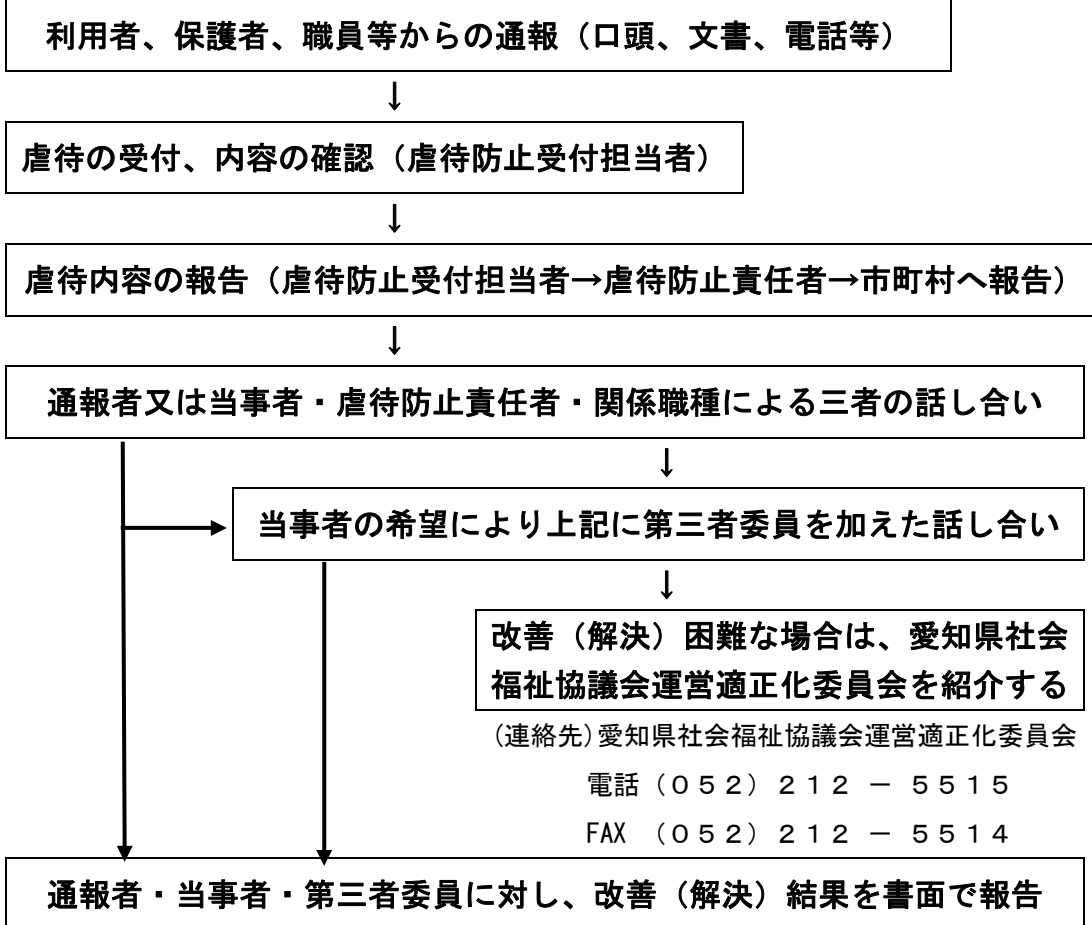 利用者、保護者、職員等からの通報（口頭、文書、電話等）
↓
虐待の受付、内容の確認（虐待防止受付担当者）
↓
虐待内容の報告（虐待防止受付担当者→虐待防止責任者→市町村へ報告）
↓
通報者又は当事者・虐待防止責任者・関係職種による三者の話し合い
↓
当事者の希望により上記に第三者委員を加えた話し合い
↓
改善（解決）困難な場合は、愛知県社会
福祉協議会運営適正化委員会を紹介する
(連絡先)愛知県社会福祉協議会運営適正化委員会
電話（０５２）２１２－５５１５
FAX （０５２）２１２－５５１４
通報者・当事者・第三者委員に対し、改善（解決）結果を書面で報告